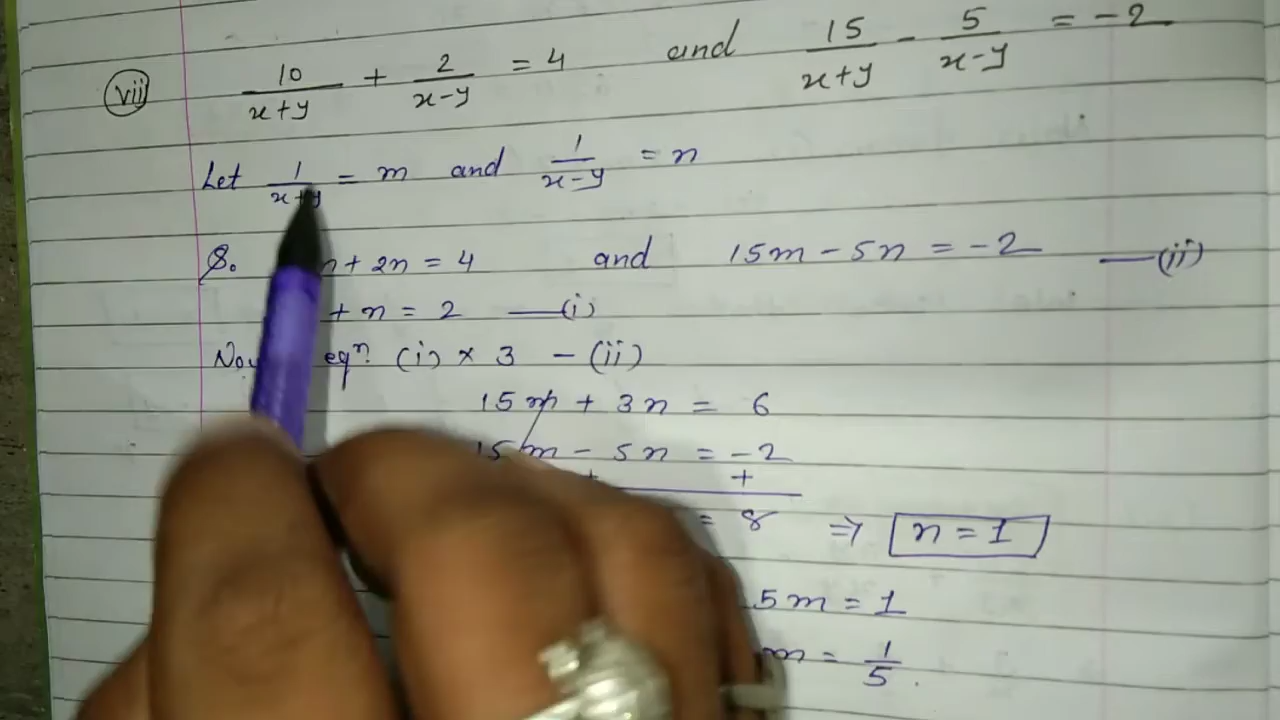 (vii) 10/(x+y) + 2/(x-y) = 4 and 15/(x+y) - 5/(x-y) = -2
Let 1/(x+y) = m and 1/(x-y) = n
So n + 2n = 4 and 15m - 5n = -2 —(ii)
+ n = 2 —(i)
eqn (i) × 3 - (ii)
15m + 3n = 6
15m - 5n = -2
+ +
= 8 ⇒ n = 1
5m = 1
m = 1/5 .